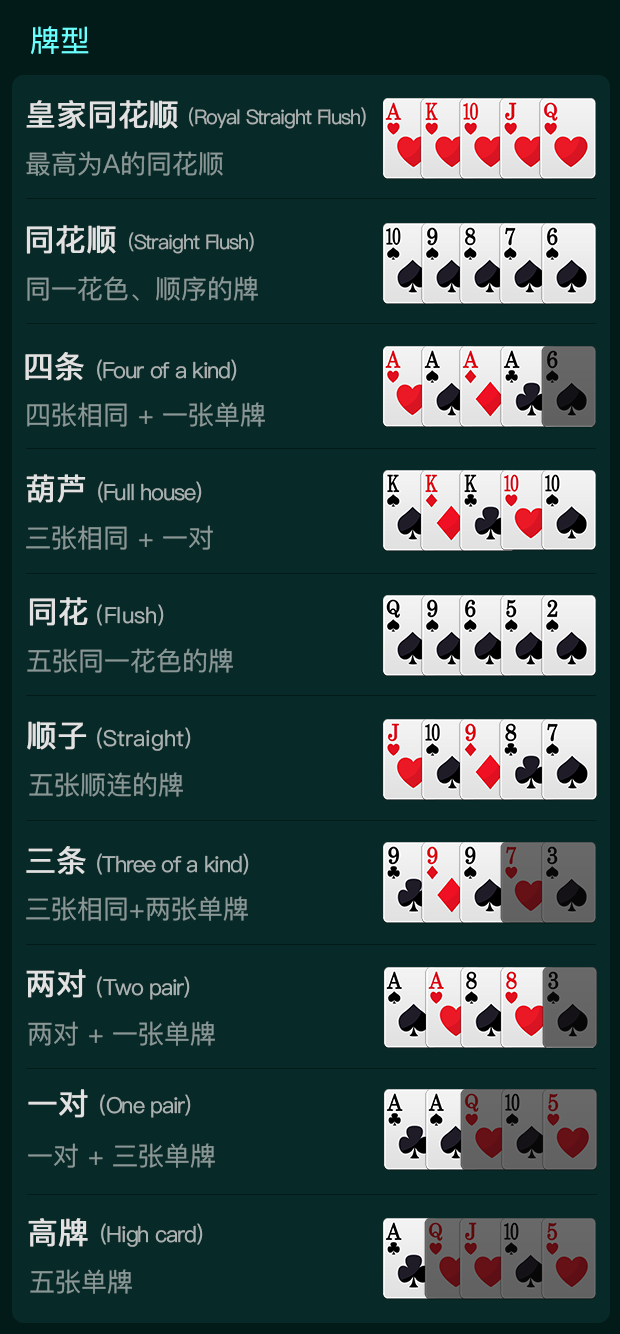 牌型
皇家同花顺 (Royal Straight Flush)
A K 10 J Q
最高为A的同花顺
同花顺 (Straight Flush)
10 9 8 7 6
同一花色、顺序的牌
四条 (Four of a kind)
A A A A 6
四张相同 + 一张单牌
葫芦 (Full house)
K K K 10 10
三张相同 + 一对
同花 (Flush)
Q 9 6 5 2
五张同一花色的牌
顺子 (Straight)
J 10 9 8 7
五张顺连的牌
三条 (Three of a kind)
9 9 9 7 3
三张相同+两张单牌
两对 (Two pair)
A A 8 8 3
两对 + 一张单牌
一对 (One pair)
A A Q 10 5
一对 + 三张单牌
高牌 (High card)
A Q J 10 5
五张单牌